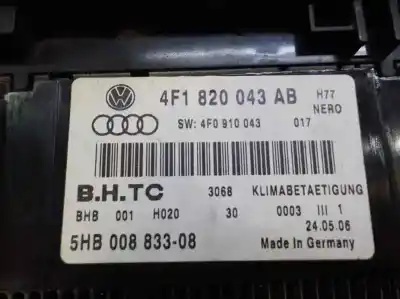 4F1 820 043 AB H77
NERO
SW: 4F0 910 043 017
B.H.TC 3068 KLIMABETAETIGUNG
BHB 001 H020 30 0003 III 1
24.05.06
5HB 008 833-08 Made in Germany